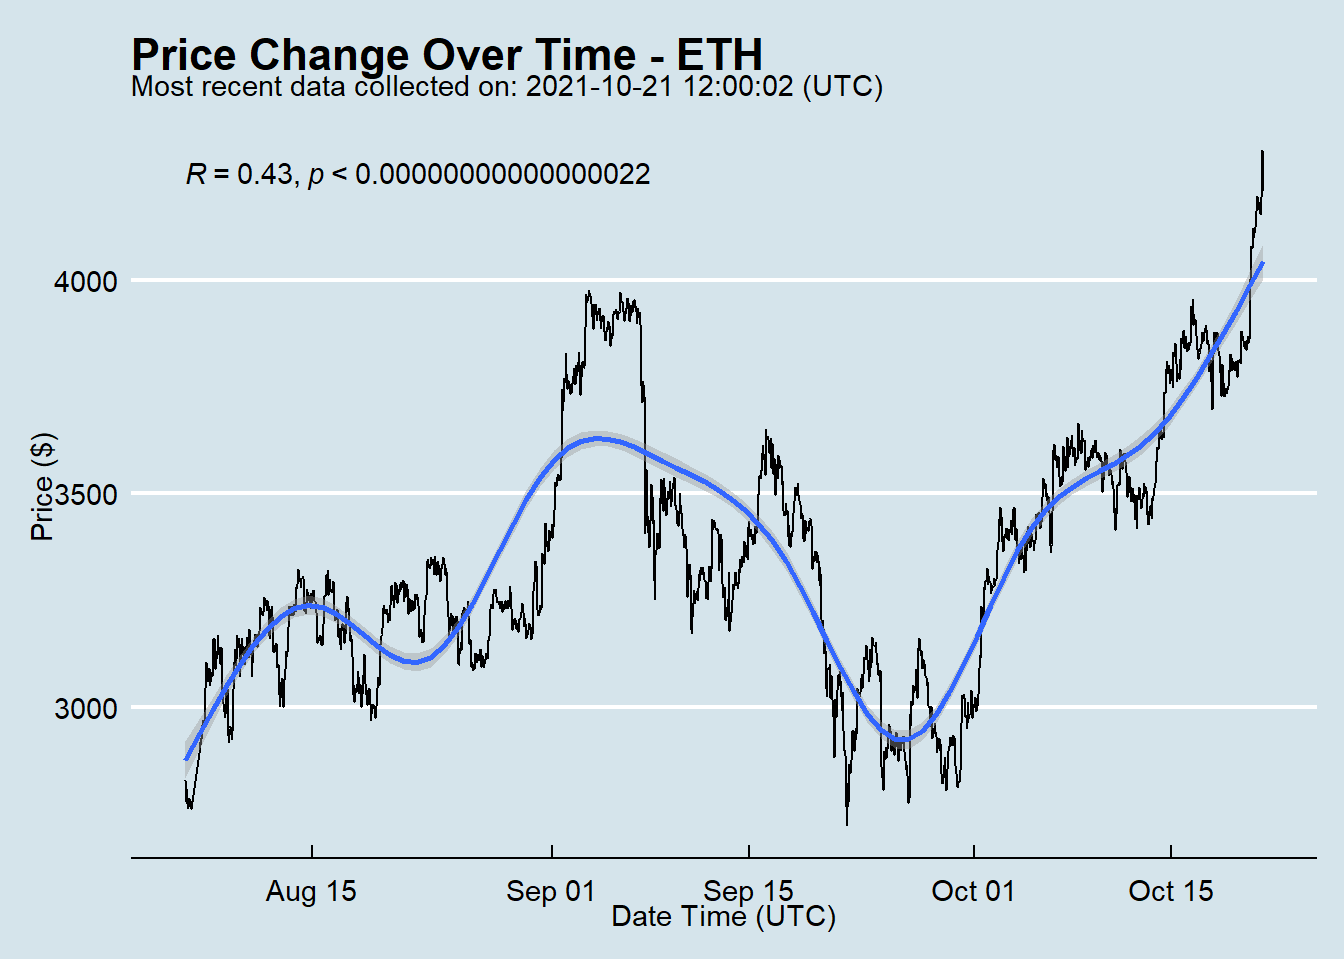 Price Change Over Time - ETH
Most recent data collected on: 2021-10-21 12:00:02 (UTC)
R = 0.43, p < 0.00000000000000022
4000
3500
3000
Price ($)
Aug 15
Sep 01
Sep 15
Oct 01
Oct 15
Date Time (UTC)